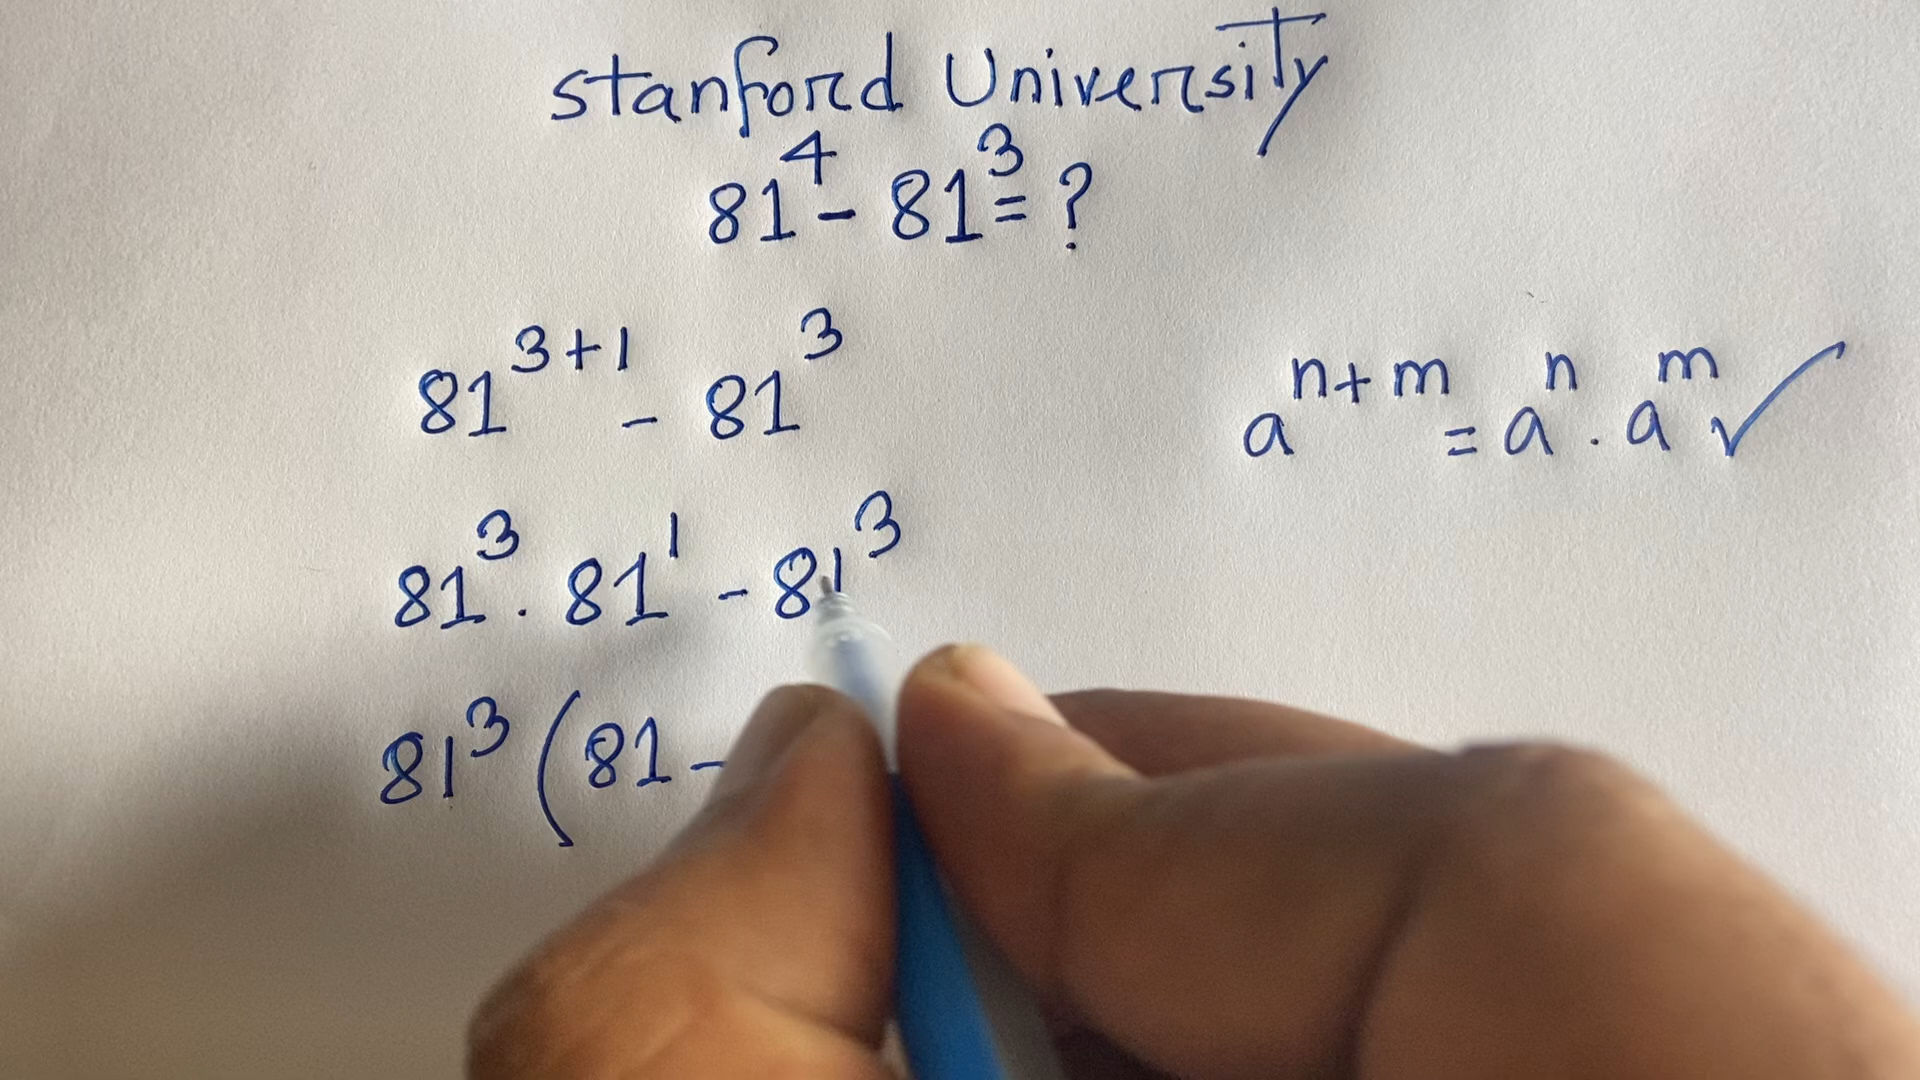 Stanford University
81⁴ - 81³ = ?
81³⁺¹ - 81³
aⁿ⁺ᵐ = aⁿ . aᵐ ✓
81³ . 81¹ - 81³
81³ (81 -